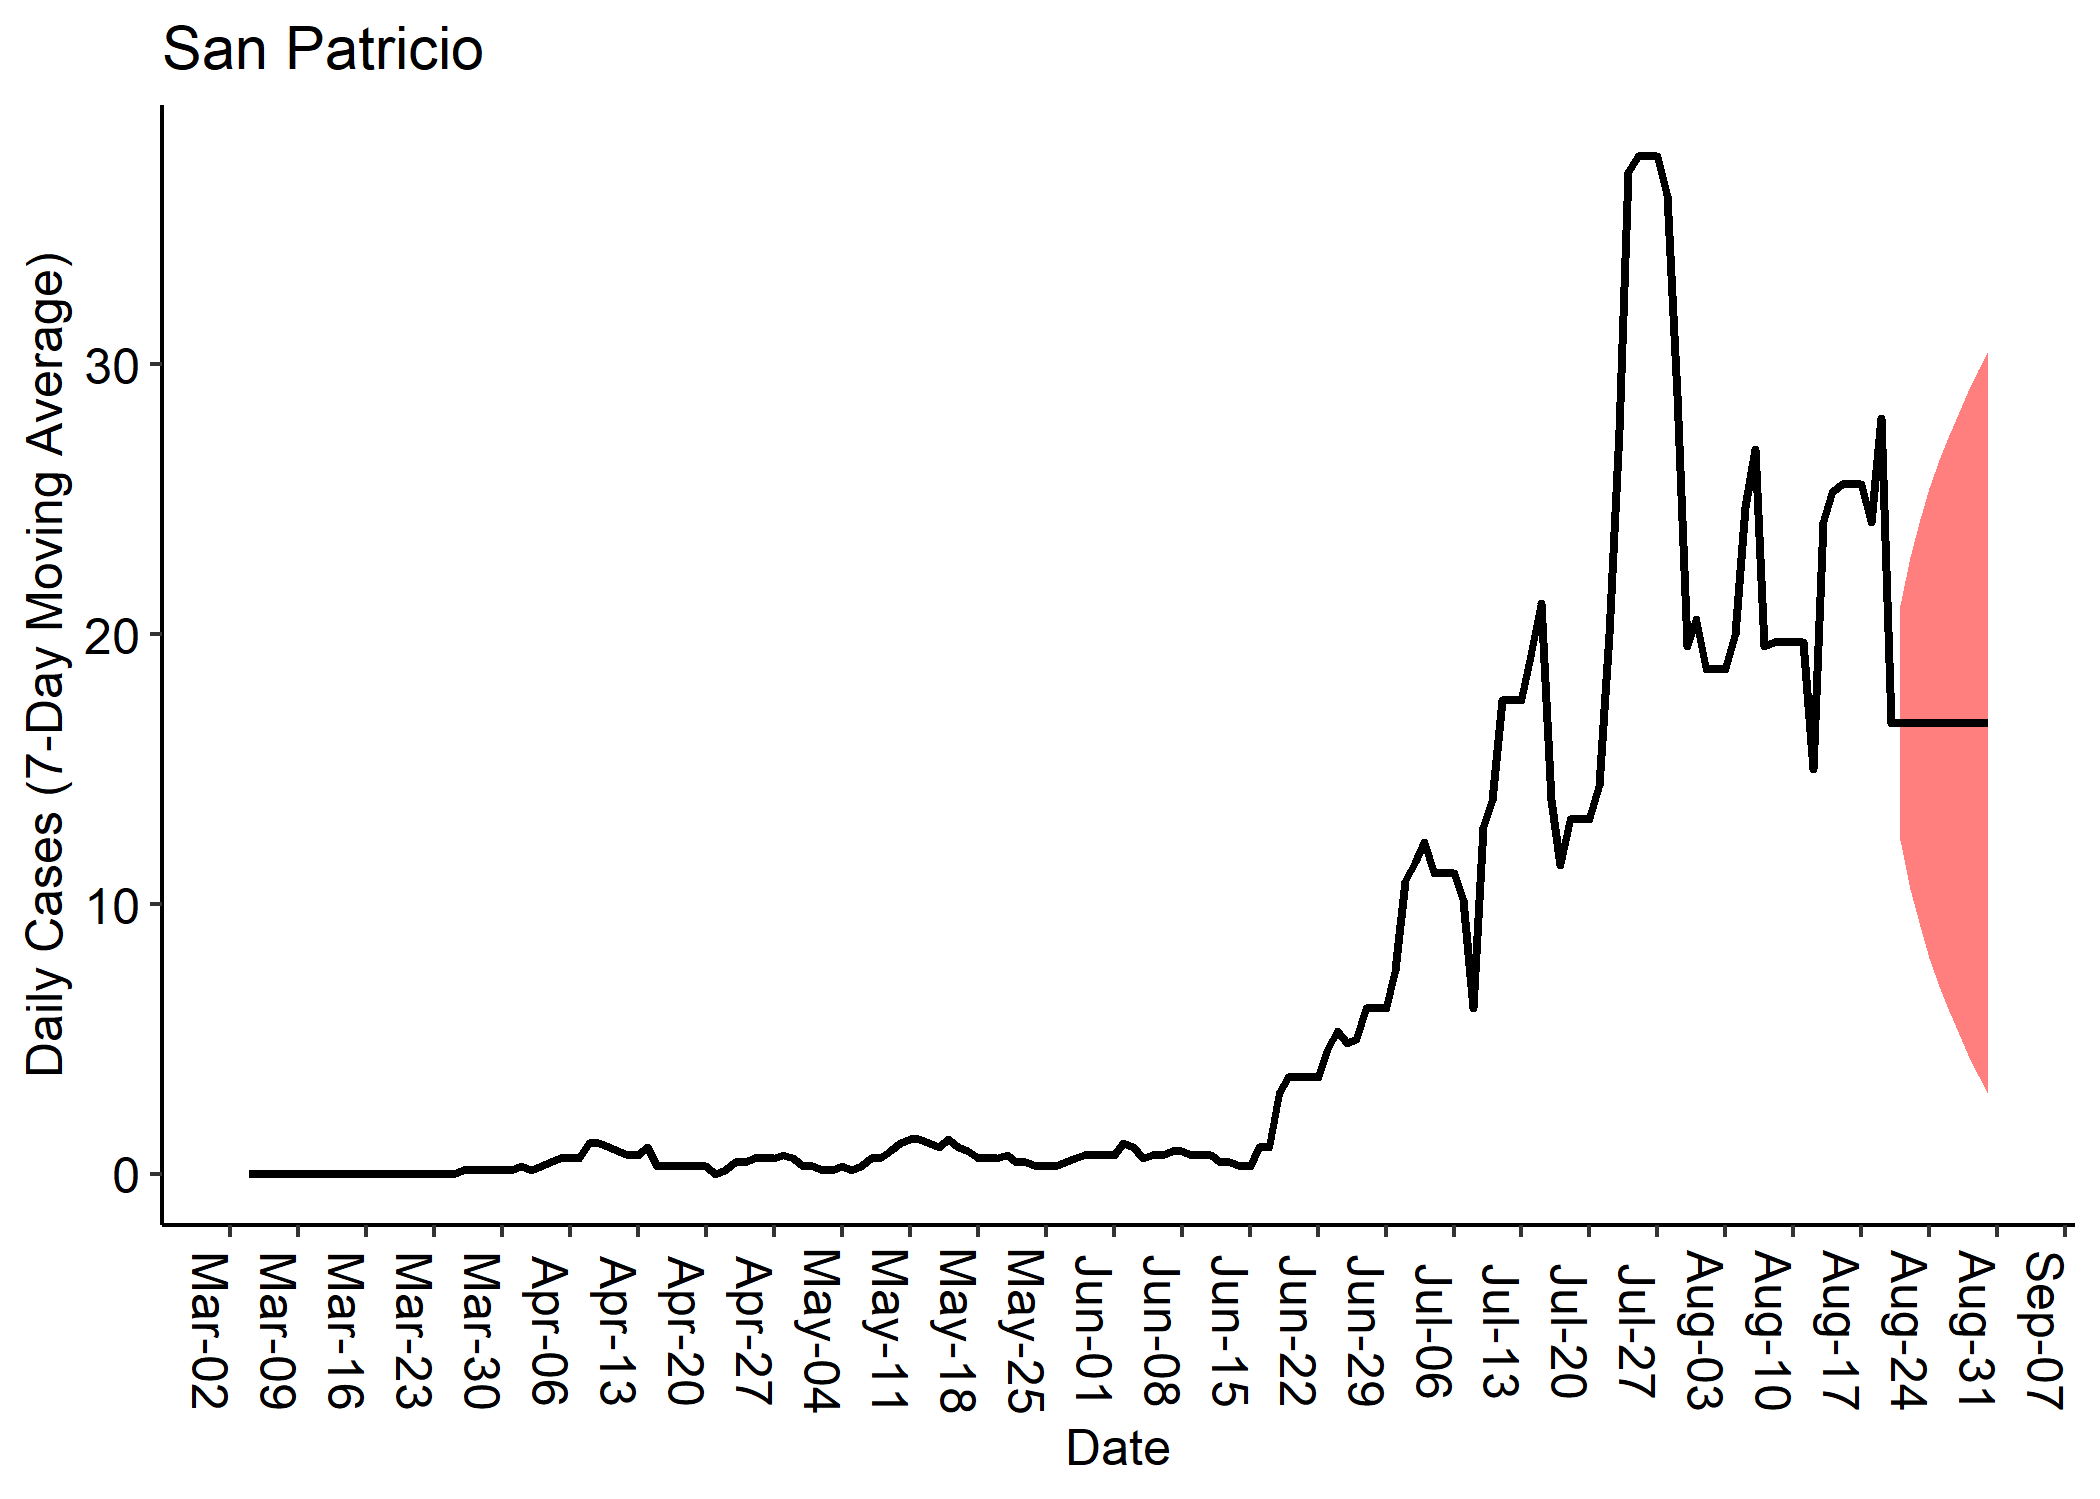 San Patricio
Daily Cases (7-Day Moving Average)
30
20
10
0
Mar-02
Mar-09
Mar-16
Mar-23
Mar-30
Apr-06
Apr-13
Apr-20
Apr-27
May-04
May-11
May-18
May-25
Jun-01
Jun-08
Jun-15
Jun-22
Jun-29
Jul-06
Jul-13
Jul-20
Jul-27
Aug-03
Aug-10
Aug-17
Aug-24
Aug-31
Sep-07
Date